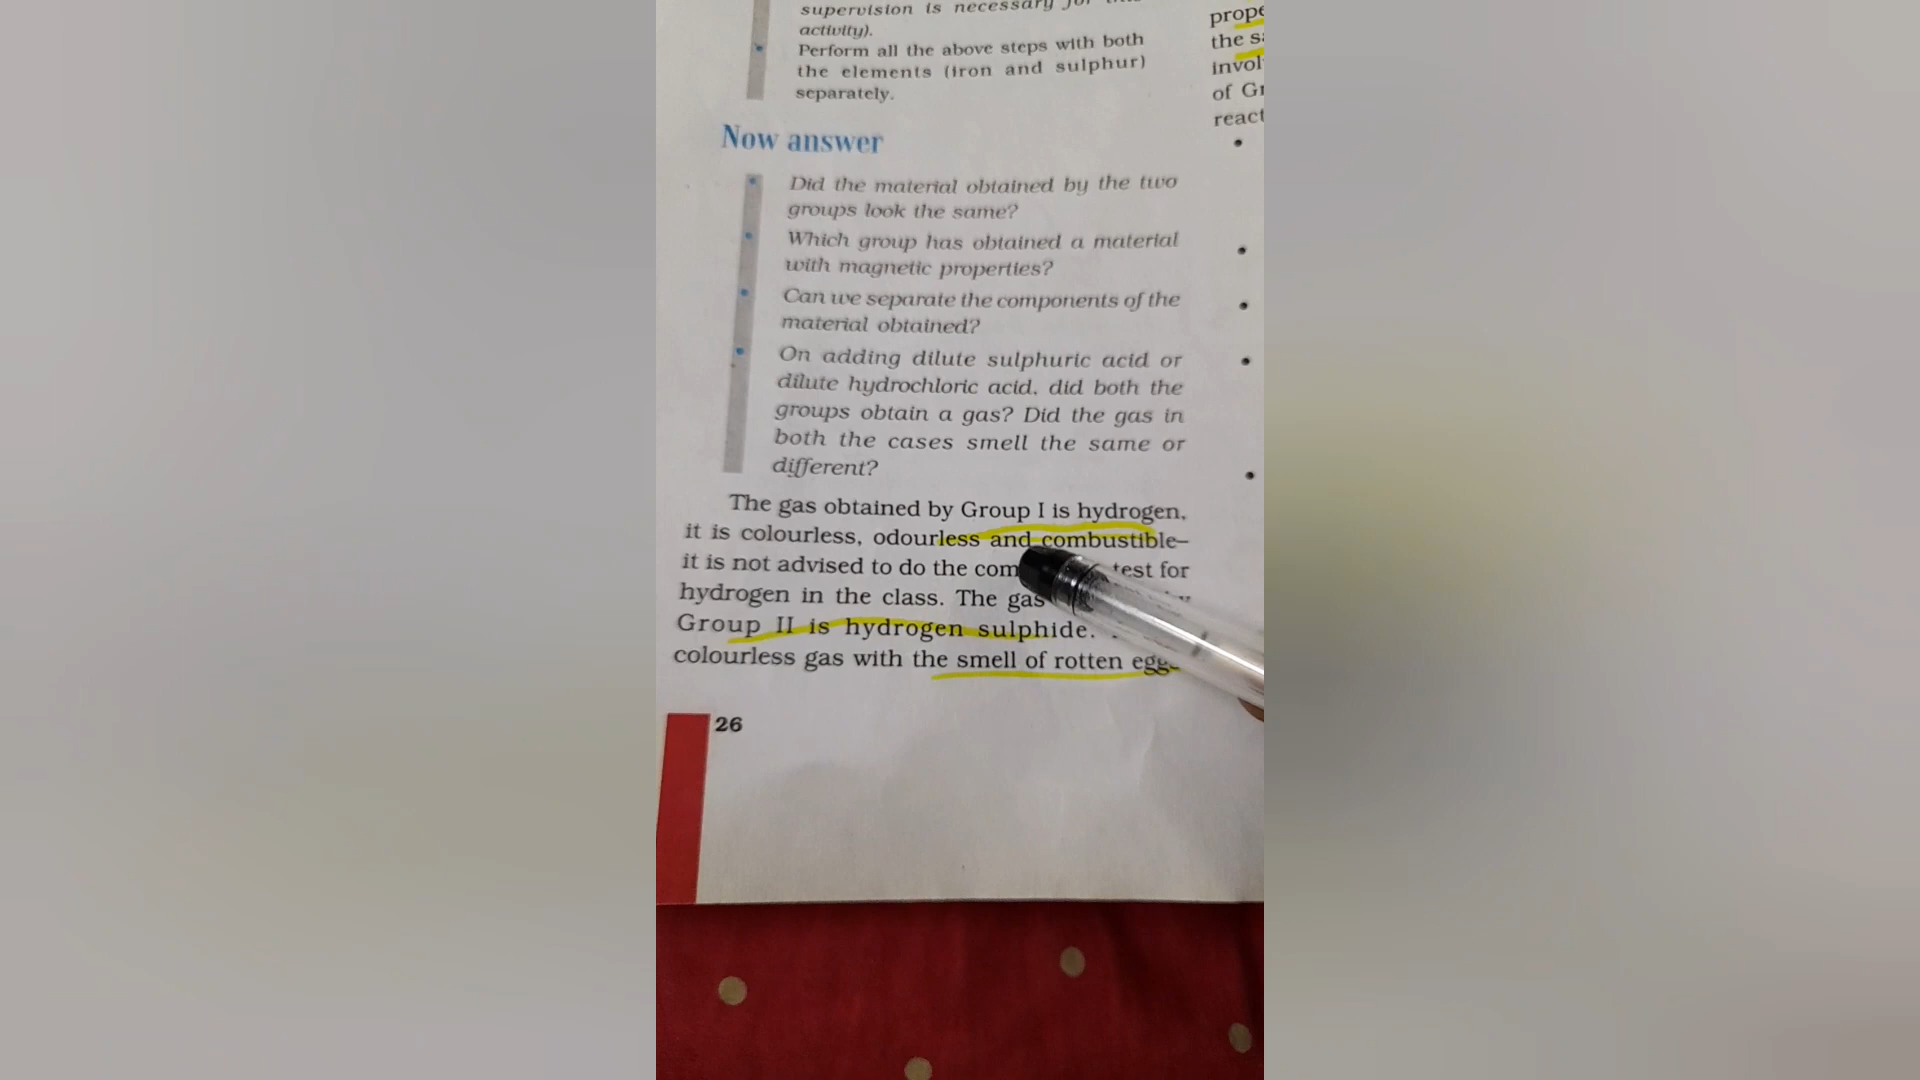 supervision is necessary for
activity).
Perform all the above steps with both
the elements (iron and sulphur)
separately.
Now answer
Did the material obtained by the two
groups look the same?
Which group has obtained a material
with magnetic properties?
Can we separate the components of the
material obtained?
On adding dilute sulphuric acid or
dilute hydrochloric acid, did both the
groups obtain a gas? Did the gas in
both the cases smell the same or
different?
The gas obtained by Group I is hydrogen,
it is colourless, odourless and combustible–
it is not advised to do the com test for
hydrogen in the class. The gas
Group II is hydrogen sulphide.
colourless gas with the smell of rotten
26
prope
the s
invol
of Gr
react